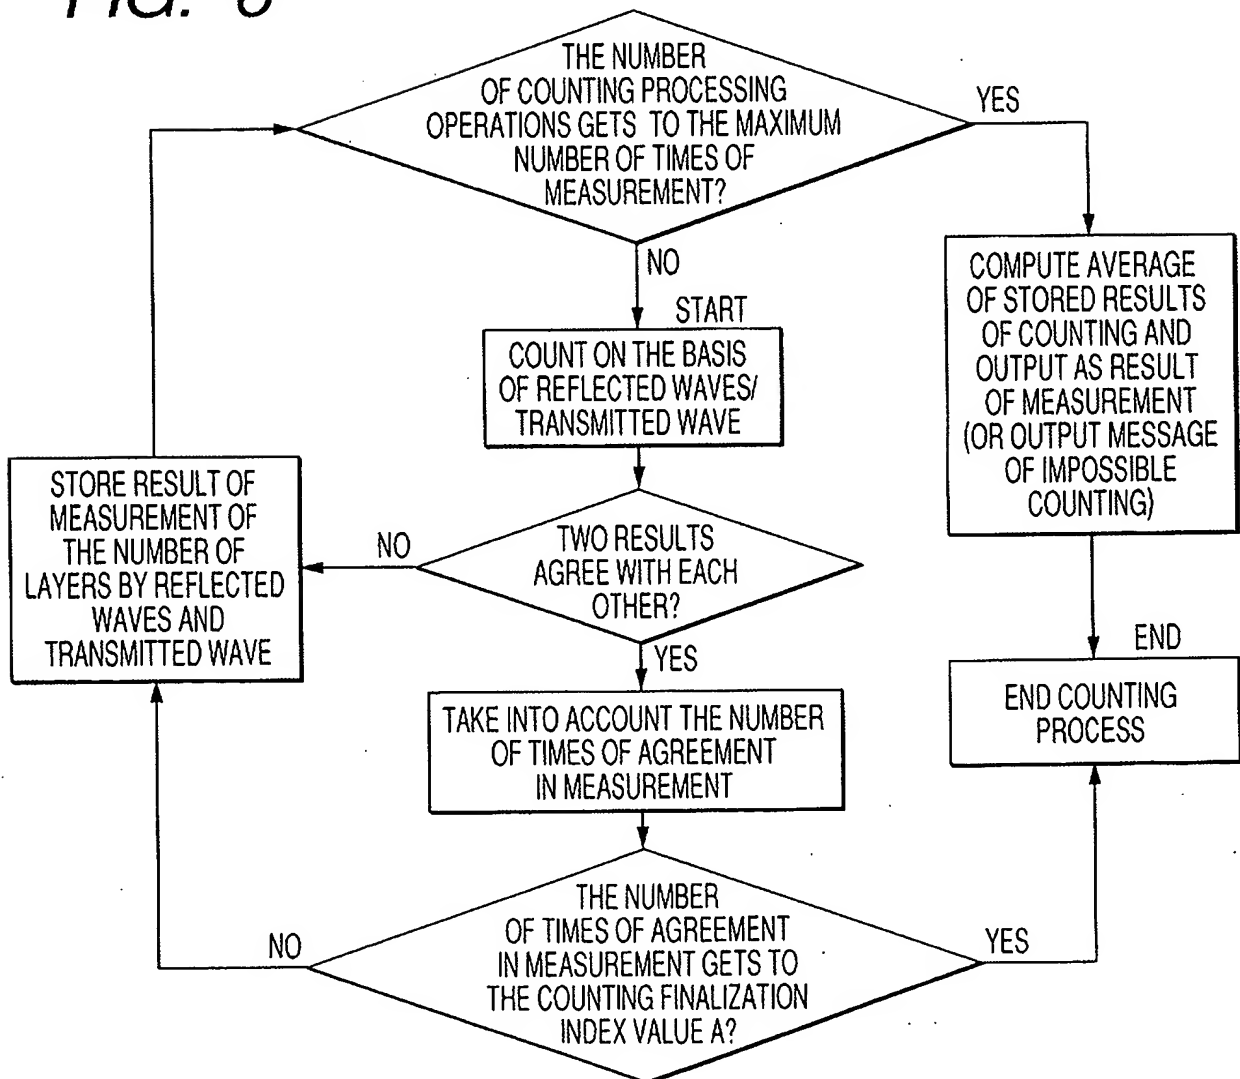 FIG.
THE NUMBER
OF COUNTING PROCESSING
OPERATIONS GETS TO THE MAXIMUM
NUMBER OF TIMES OF
MEASUREMENT?
YES
NO
START
COUNT ON THE BASIS
OF REFLECTED WAVES/
TRANSMITTED WAVE
COMPUTE AVERAGE
OF STORED RESULTS
OF COUNTING AND
OUTPUT AS RESULT
OF MEASUREMENT
(OR OUTPUT MESSAGE
OF IMPOSSIBLE
COUNTING)
STORE RESULT OF
MEASUREMENT OF
THE NUMBER OF
LAYERS BY REFLECTED
WAVES AND
TRANSMITTED WAVE
NO
TWO RESULTS
AGREE WITH EACH
OTHER?
YES
END
END COUNTING
PROCESS
TAKE INTO ACCOUNT THE NUMBER
OF TIMES OF AGREEMENT
IN MEASUREMENT
NO
THE NUMBER
OF TIMES OF AGREEMENT
IN MEASUREMENT GETS TO
THE COUNTING FINALIZATION
INDEX VALUE A?
YES